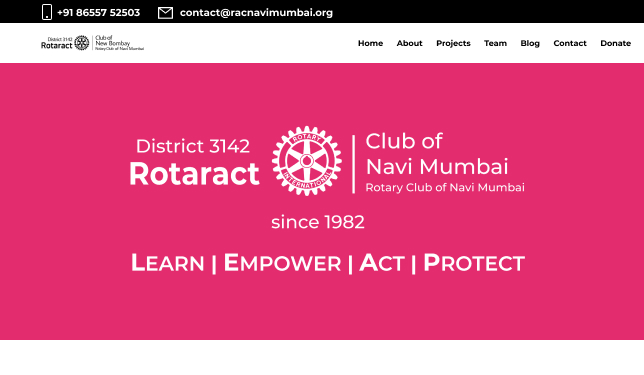 +91 86557 52503 contact@racnavimumbai.org
District 3142
Rotaract
Club of
New Bombay
Rotary Club of Navi Mumbai
Home About Projects Team Blog Contact Donate
District 3142
Rotaract
ROTARY
INTERNATIONAL
Club of
Navi Mumbai
Rotary Club of Navi Mumbai
since 1982
LEARN | EMPOWER | ACT | PROTECT